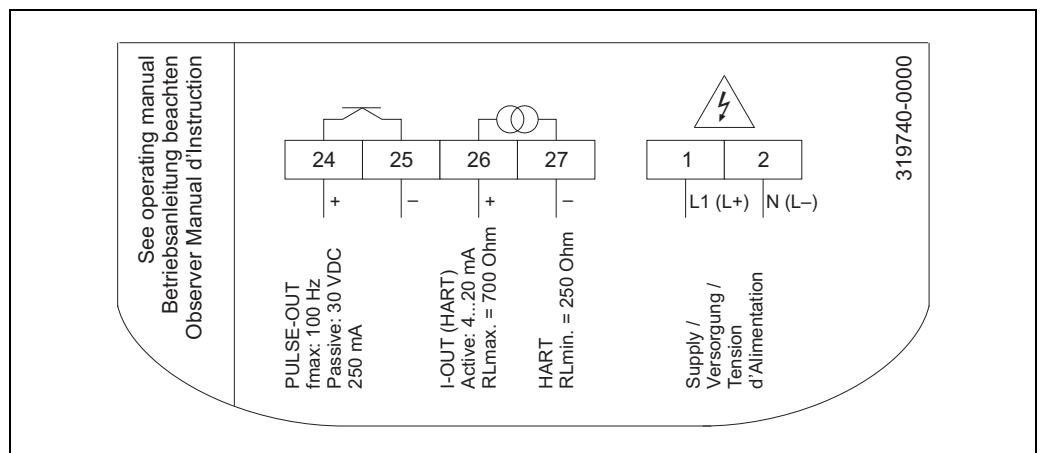 See operating manual
Betriebsanleitung beachten
Observer Manual d'Instruction
24 25 26 27
+ – + –
PULSE-OUT
fmax: 100 Hz
Passive: 30 VDC
250 mA
I-OUT (HART)
Active: 4...20 mA
RLmax. = 700 Ohm
HART
RLmin. = 250 Ohm
1 2
L1 (L+) N (L–)
Supply /
Versorgung /
Tension
d'Alimentation
319740-0000